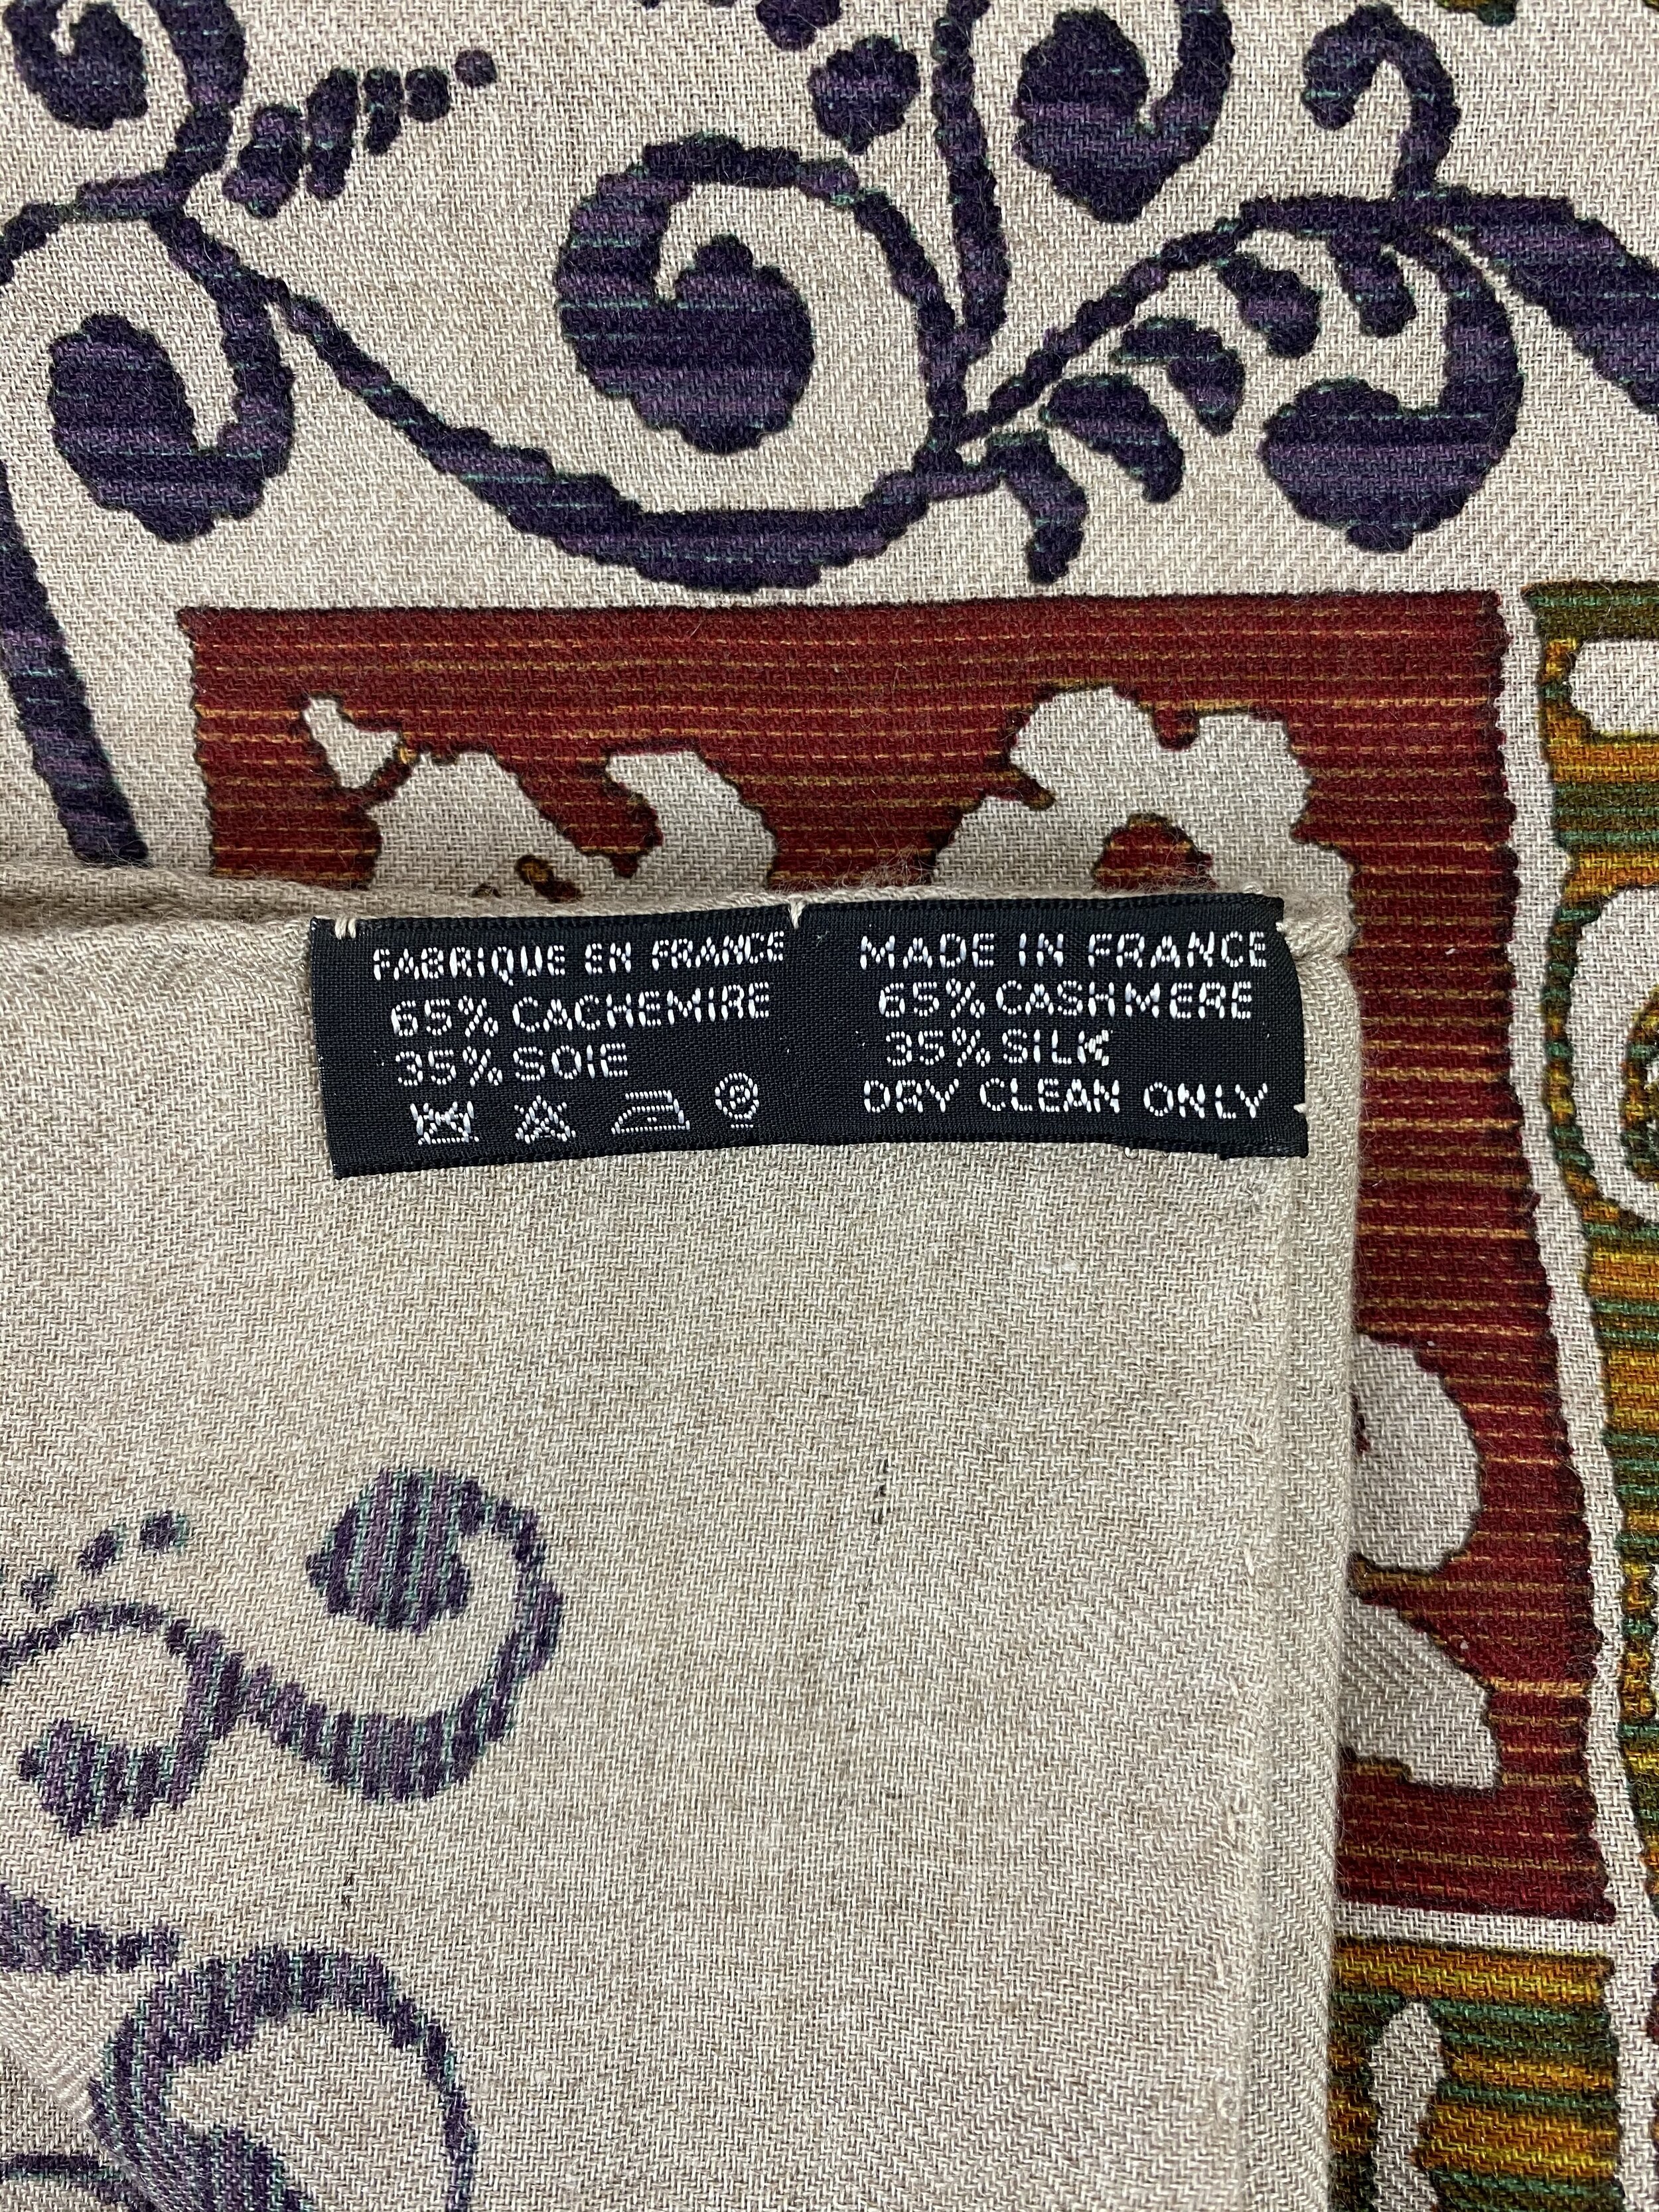 FABRIQUE EN FRANCE
65% CACHEMIRE
35% SOIE
MADE IN FRANCE
65% CASHMERE
35% SILK
DRY CLEAN ONLY